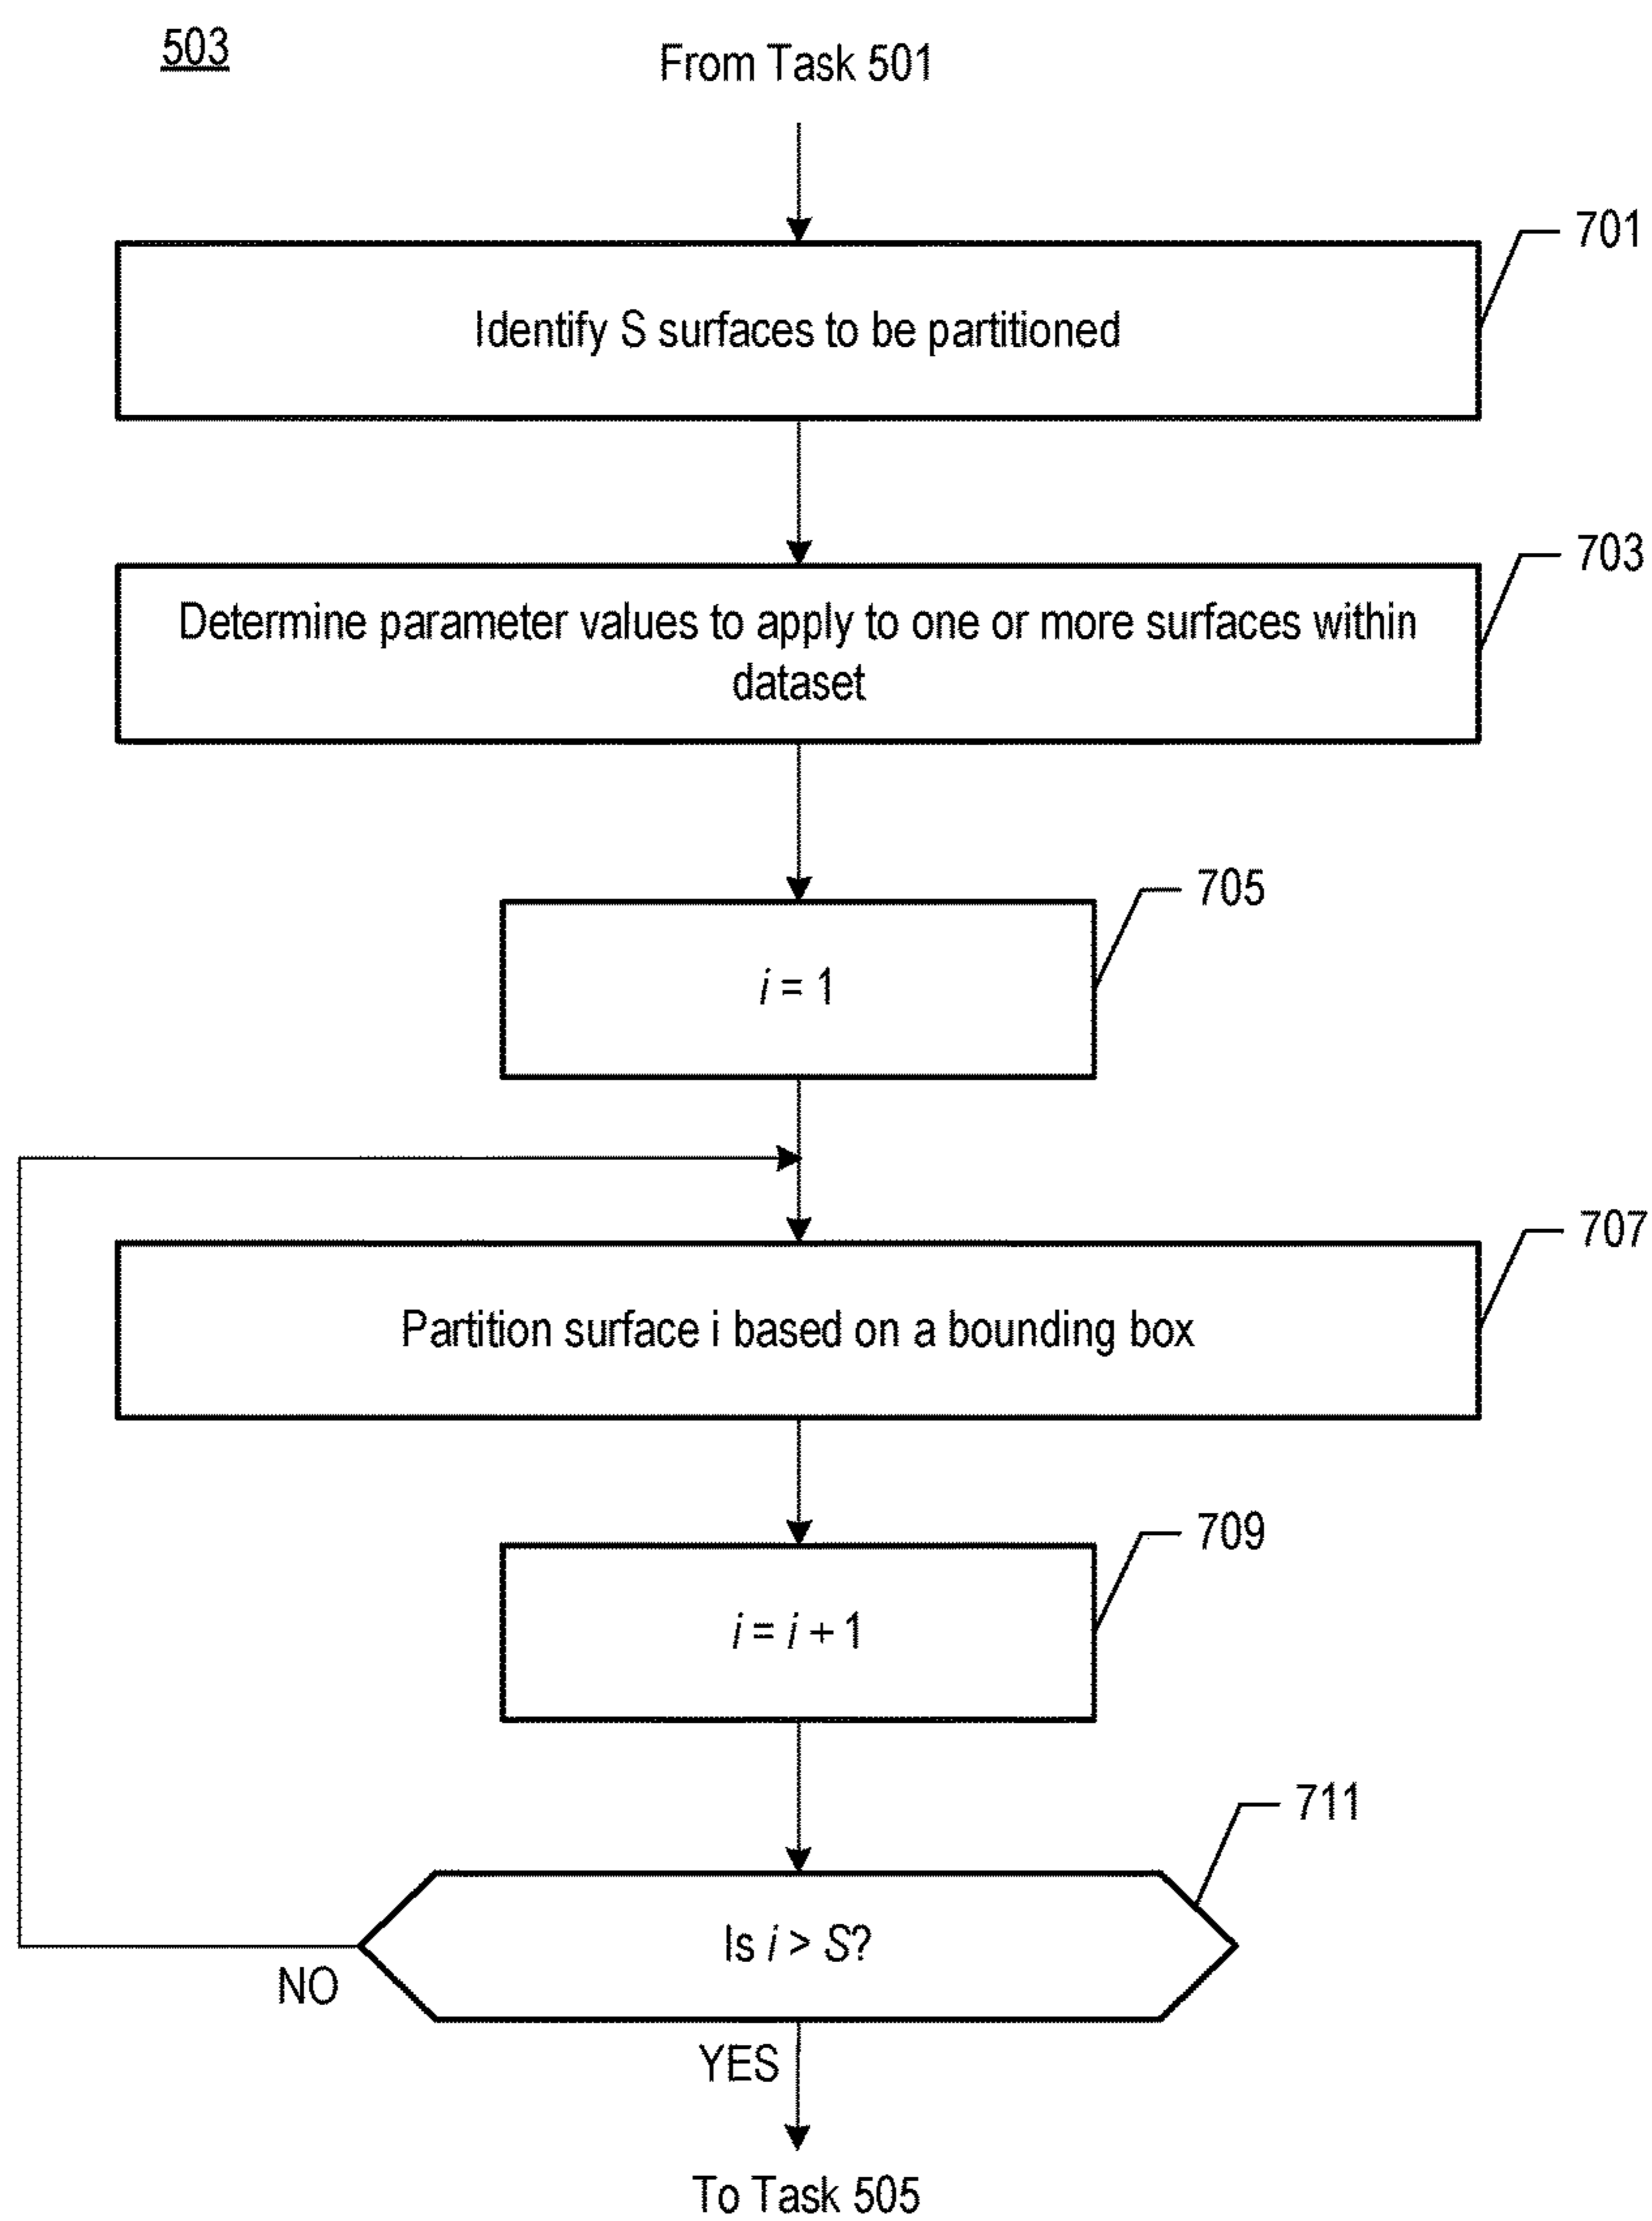 503
From Task 501
701
Identify S surfaces to be partitioned
703
Determine parameter values to apply to one or more surfaces within
dataset
705
i = 1
707
Partition surface i based on a bounding box
709
i = i + 1
711
Is i > S?
NO
YES
To Task 505